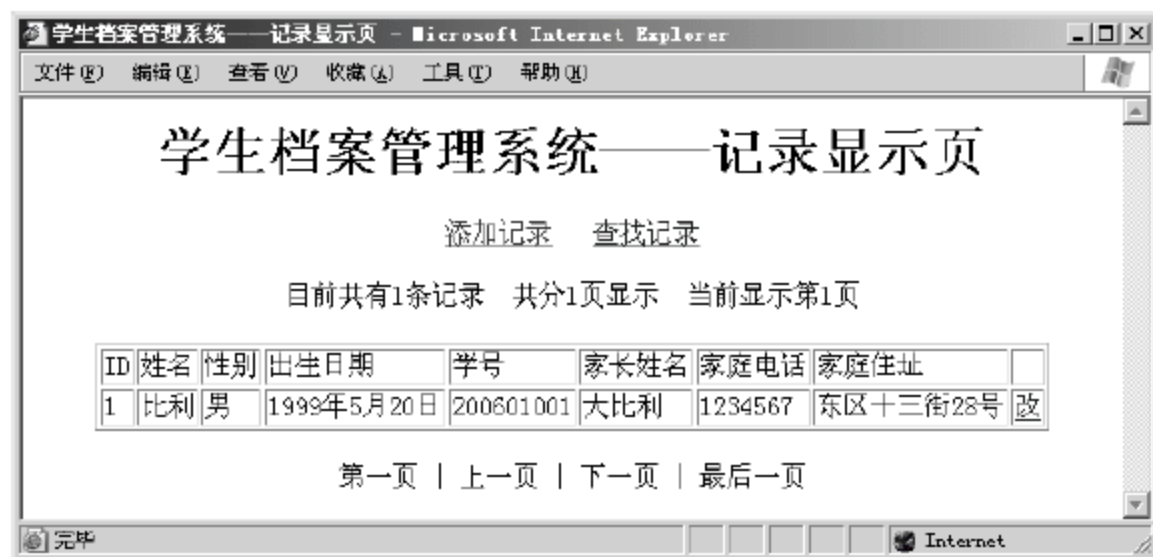 学生档案管理系统——记录显示页 - Microsoft Internet Explorer
文件(F) 编辑(E) 查看(V) 收藏(A) 工具(T) 帮助(H)
学生档案管理系统——记录显示页
添加记录 查找记录
目前共有1条记录 共分1页显示 当前显示第1页
ID 姓名 性别 出生日期 学号 家长姓名 家庭电话 家庭住址
1 比利 男 1999年5月20日 200601001 大比利 1234567 东区十三街28号 改
第一页 | 上一页 | 下一页 | 最后一页
完毕 Internet